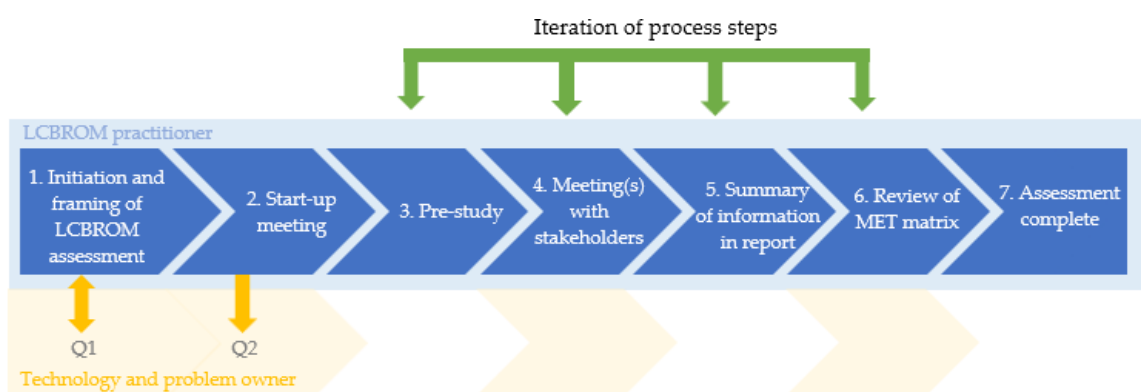 Iteration of process steps
LCBROM practitioner
1. Initiation and
framing of
LCBROM
assessment
2. Start-up
meeting
3. Pre-study
4. Meeting(s)
with
stakeholders
5. Summary
of information
in report
6. Review of
MET matrix
7. Assessment
complete
Q1
Q2
Technology and problem owner